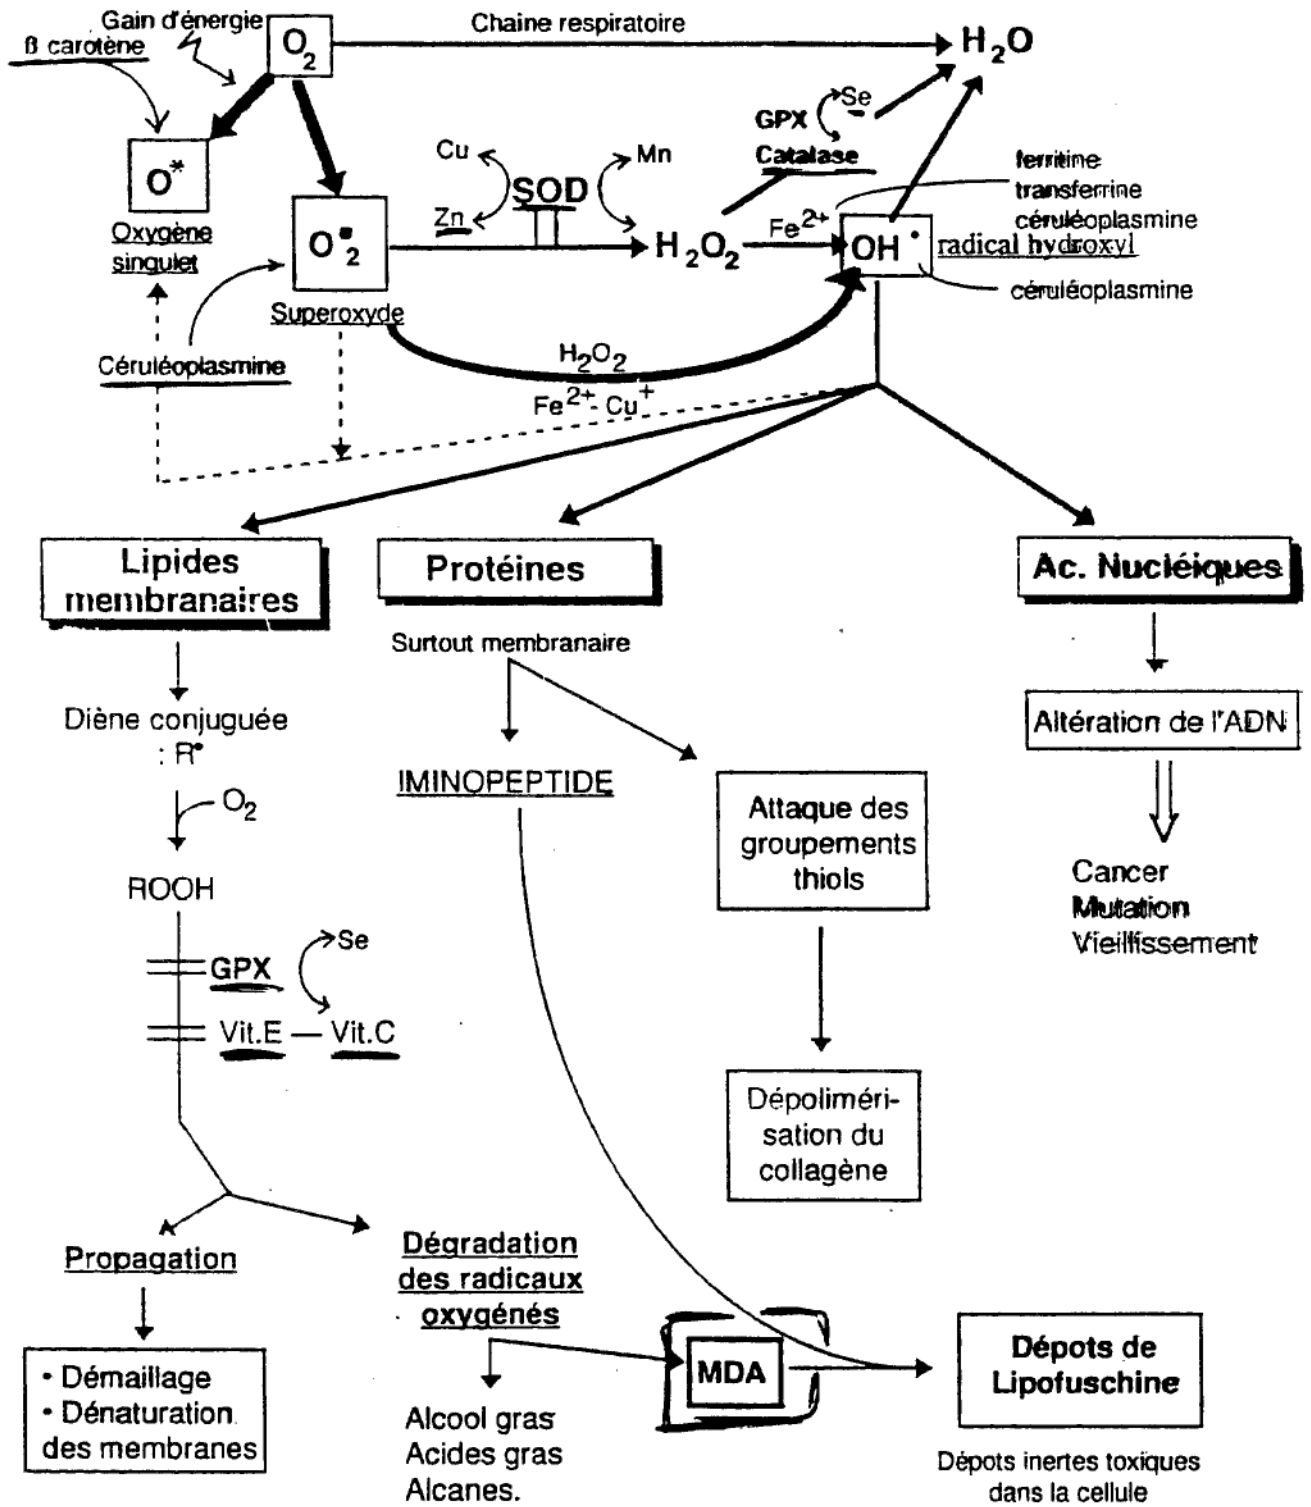 Gain d'énergie
ß carotène
O2
Chaine respiratoire
H2O
O*
Oxygène
singulet
Cu
Zn
SOD
Mn
GPX
Se
Catalase
ferritine
transferrine
céruléoplasmine
O•2
Superoxyde
H2O2
Fe2+
OH •
radical hydroxyl
céruléoplasmine
Céruléoplasmine
H2O2
Fe2+ - Cu+
Lipides
membranaires
Protéines
Ac. Nucléiques
Surtout membranaire
Diène conjuguée
: R•
O2
ROOH
GPX
Se
Vit.E — Vit.C
IMINOPEPTIDE
Attaque des
groupements
thiols
Altération de l'ADN
Cancer
Mutation
Vieillissement
Dépoliméri-
sation du
collagène
Propagation
• Démaillage
• Dénaturation
des membranes
Dégradation
des radicaux
oxygénés
Alcool gras
Acides gras
Alcanes.
MDA
Dépots de
Lipofuschine
Dépots inertes toxiques
dans la cellule